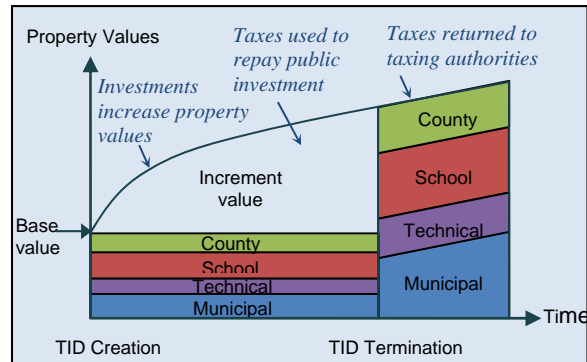 Property Values
Taxes used to
repay public
investment
Taxes returned to
taxing authorities
Investments
increase property
values
County
School
Increment
value
Technical
Base
value
County
School
Technical
Municipal
Municipal
Time
TID Creation
TID Termination